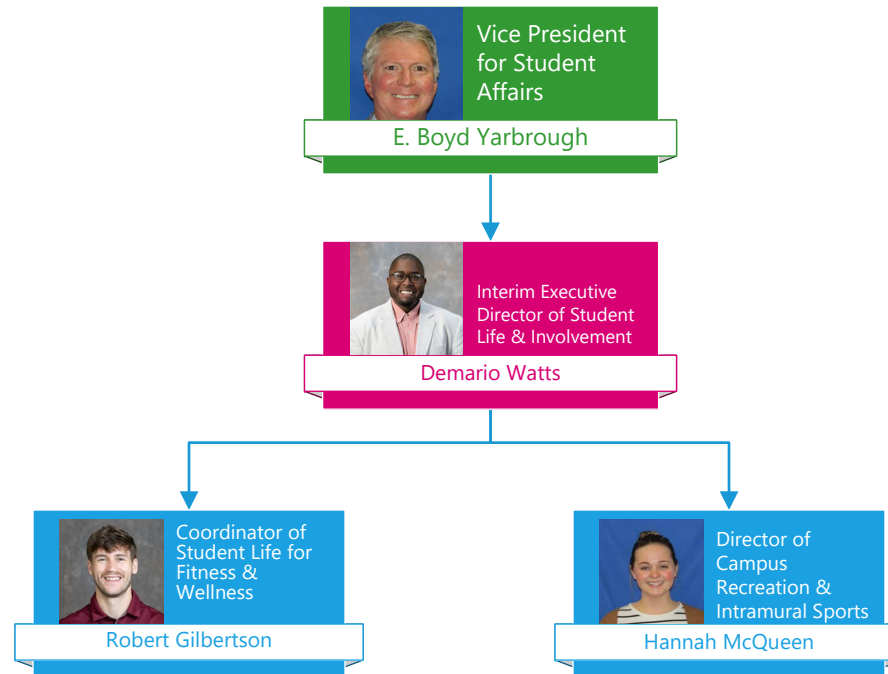 Vice President
for Student
Affairs
E. Boyd Yarbrough
Interim Executive
Director of Student
Life & Involvement
Demario Watts
Coordinator of
Student Life for
Fitness &
Wellness
Robert Gilbertson
Director of
Campus
Recreation &
Intramural Sports
Hannah McQueen